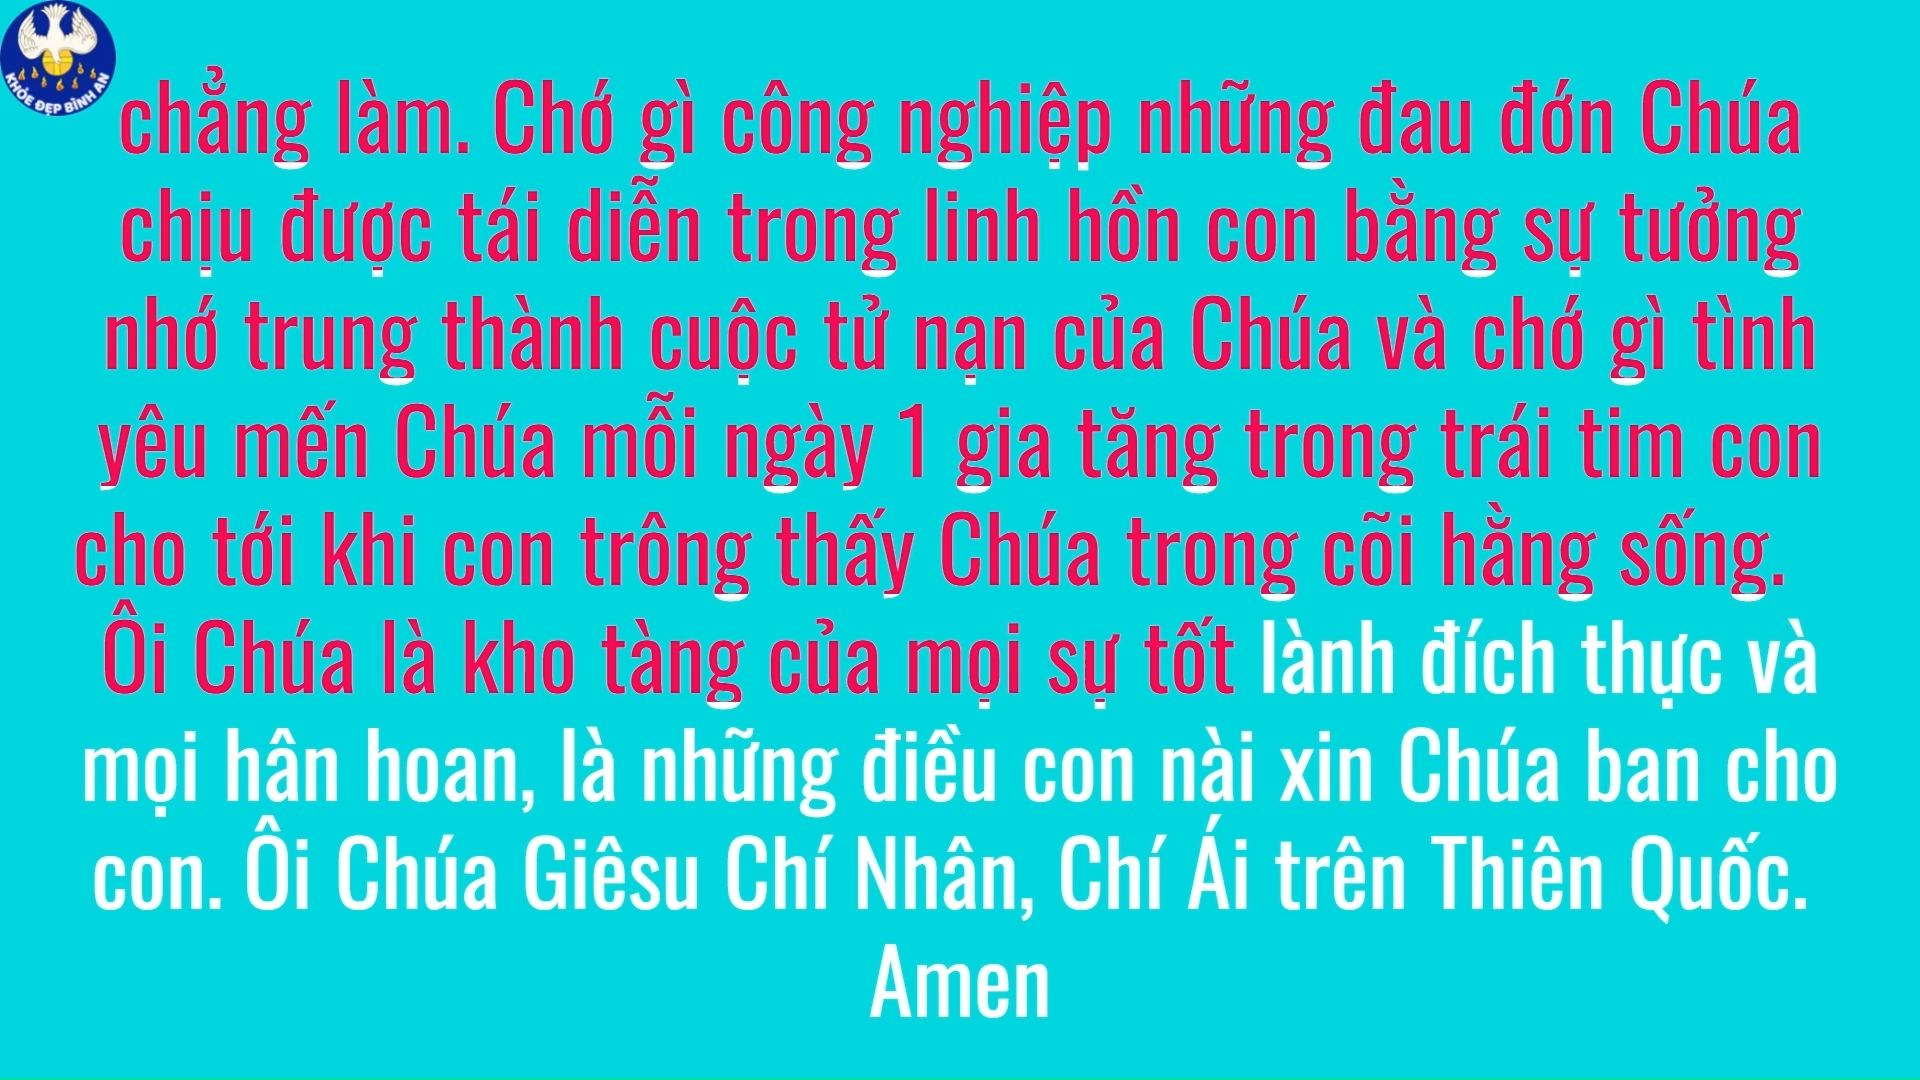 KHỎE ĐẸP BÌNH AN
chẳng làm. Chớ gì công nghiệp những đau đớn Chúa
chịu được tái diễn trong linh hồn con bằng sự tưởng
nhớ trung thành cuộc tử nạn của Chúa và chớ gì tình
yêu mến Chúa mỗi ngày 1 gia tăng trong trái tim con
cho tới khi con trông thấy Chúa trong cõi hằng sống.
Ôi Chúa là kho tàng của mọi sự tốt lành đích thực và
mọi hân hoan, là những điều con nài xin Chúa ban cho
con. Ôi Chúa Giêsu Chí Nhân, Chí Ái trên Thiên Quốc.
Amen